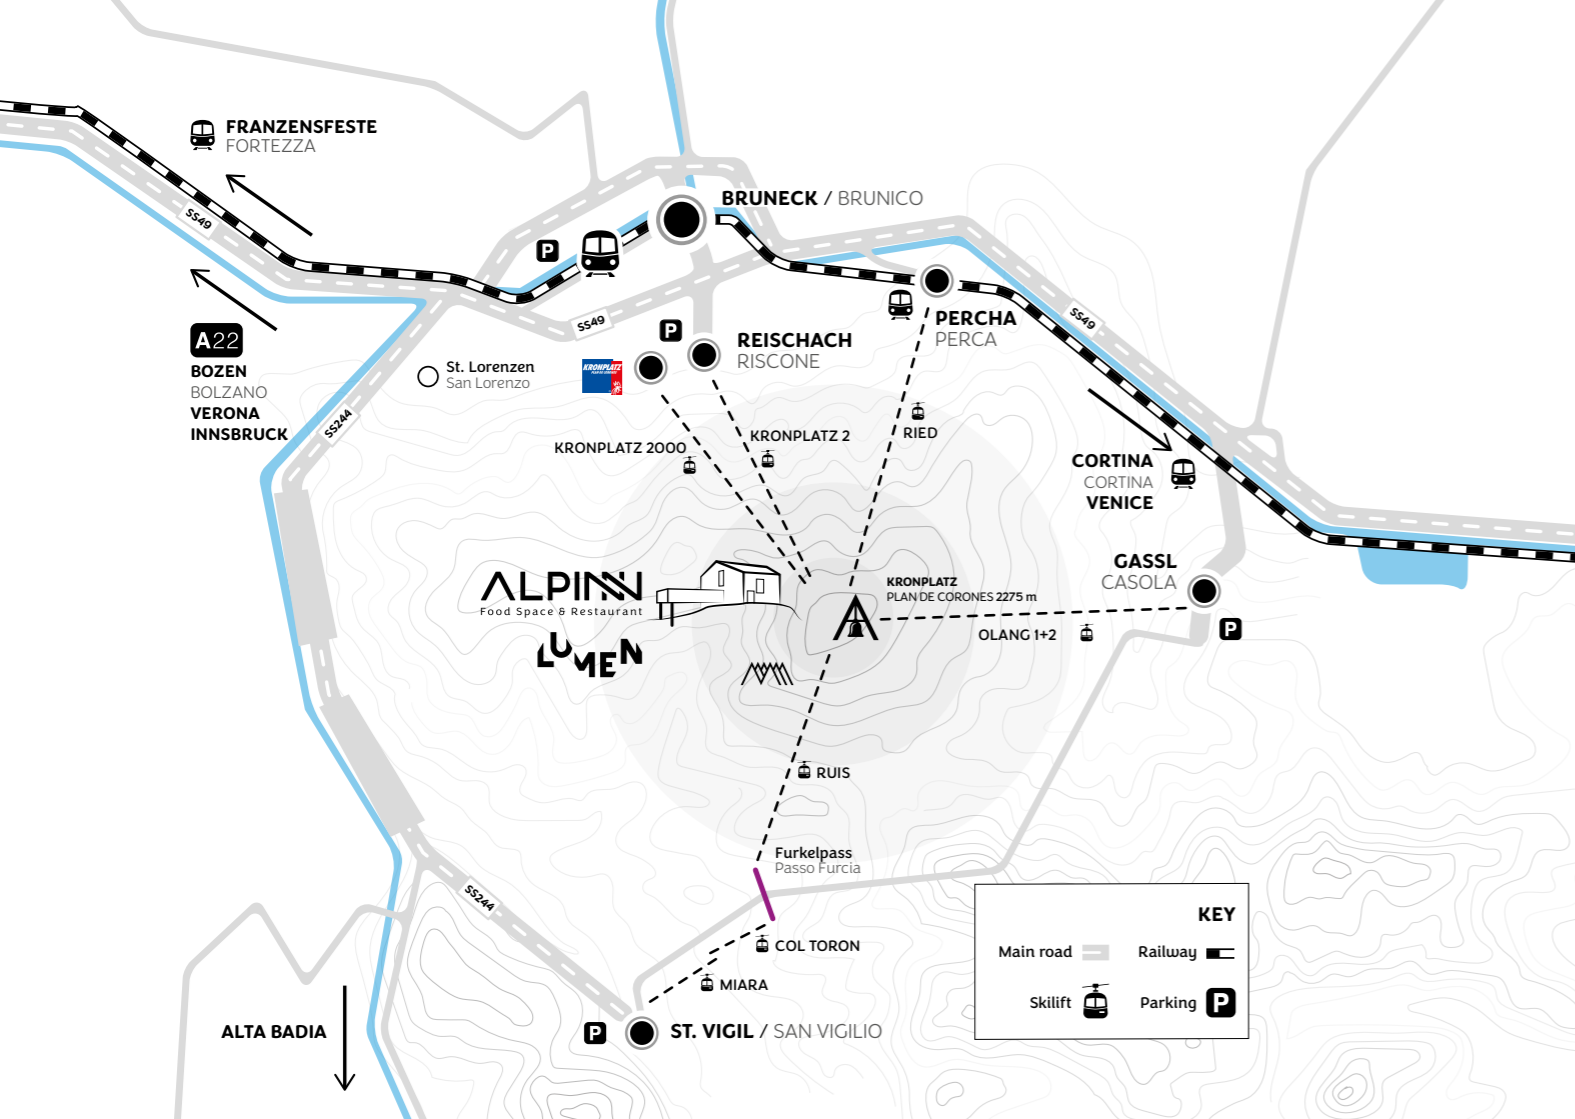 FRANZENSFESTE
FORTEZZA
SS49
P
BRUNECK / BRUNICO
A22
BOZEN
BOLZANO
VERONA
INNSBRUCK
SS49
P
REISCHACH
RISCONE
St. Lorenzen
San Lorenzo
KRONPLATZ
PERCHA
PERCA
SS49
SS244
KRONPLATZ 2000
KRONPLATZ 2
RIED
CORTINA
CORTINA
VENICE
GASSL
CASOLA
P
ALPINN
Food Space & Restaurant
LUMEN
KRONPLATZ
PLAN DE CORONES 2275 m
OLANG 1+2
RUIS
Furkelpass
Passo Furcia
SS244
COL TORON
MIARA
P
ST. VIGIL / SAN VIGILIO
ALTA BADIA
KEY
Main road
Railway
Skilift
Parking
P